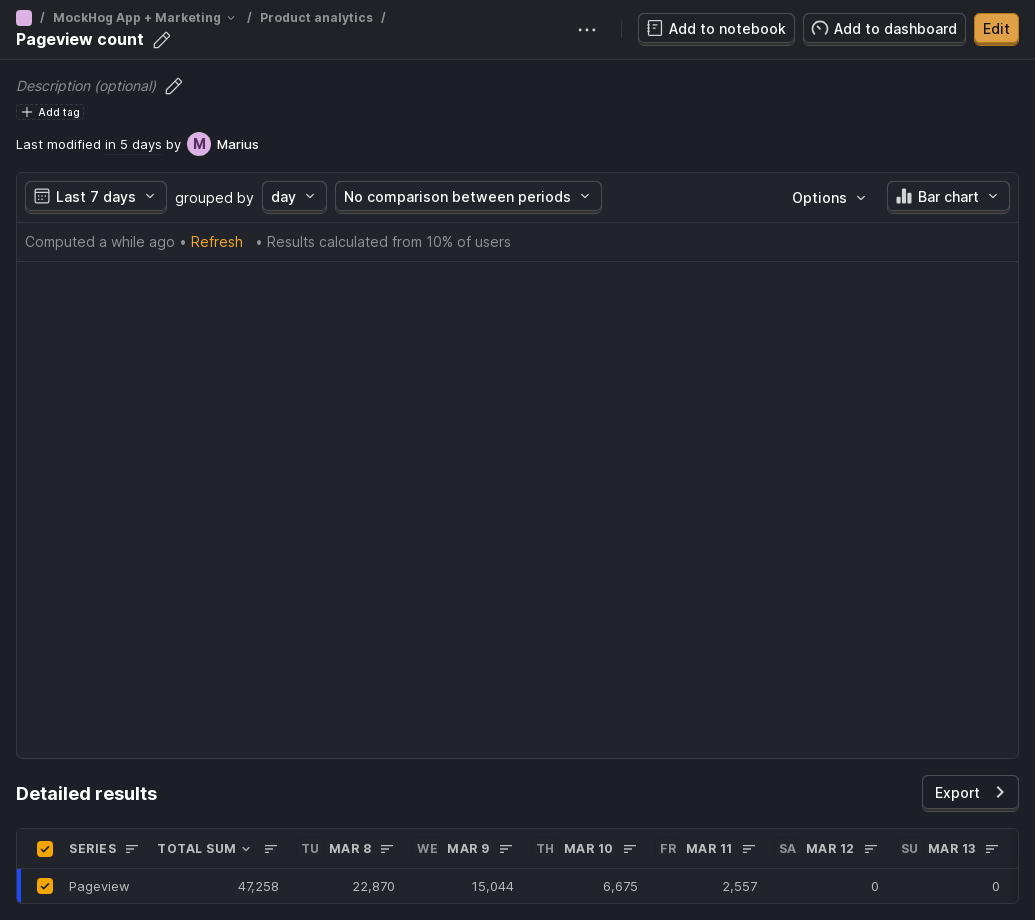 / MockHog App + Marketing / Product analytics /
Pageview count
Add to notebook Add to dashboard Edit
Description (optional)
Add tag
Last modified in 5 days by M Marius
Last 7 days grouped by day No comparison between periods Options Bar chart
Computed a while ago • Refresh • Results calculated from 10% of users
Detailed results
Export
SERIES TOTAL SUM TU MAR 8 WE MAR 9 TH MAR 10 FR MAR 11 SA MAR 12 SU MAR 13
Pageview 47,258 22,870 15,044 6,675 2,557 0 0